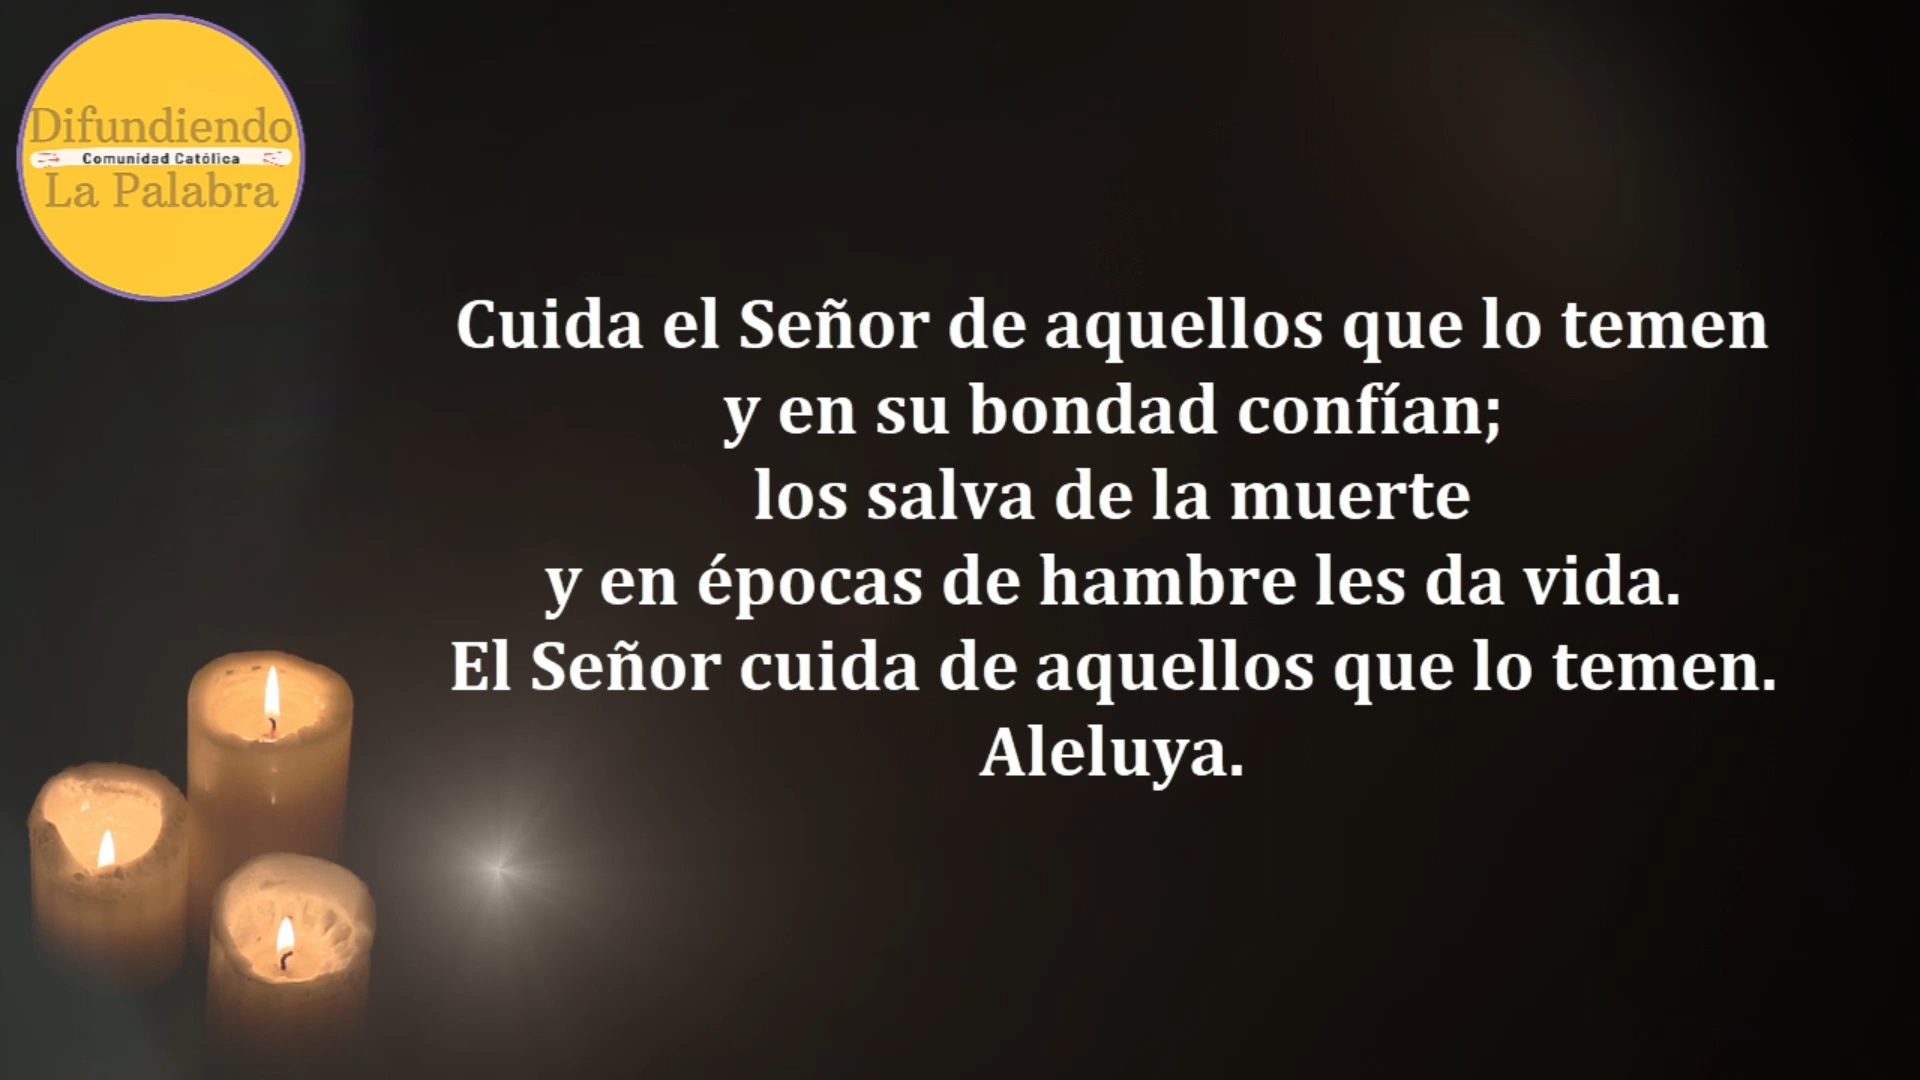 Difundiendo
Comunidad Católica
La Palabra
Cuida el Señor de aquellos que lo temen
y en su bondad confían;
los salva de la muerte
y en épocas de hambre les da vida.
El Señor cuida de aquellos que lo temen.
Aleluya.